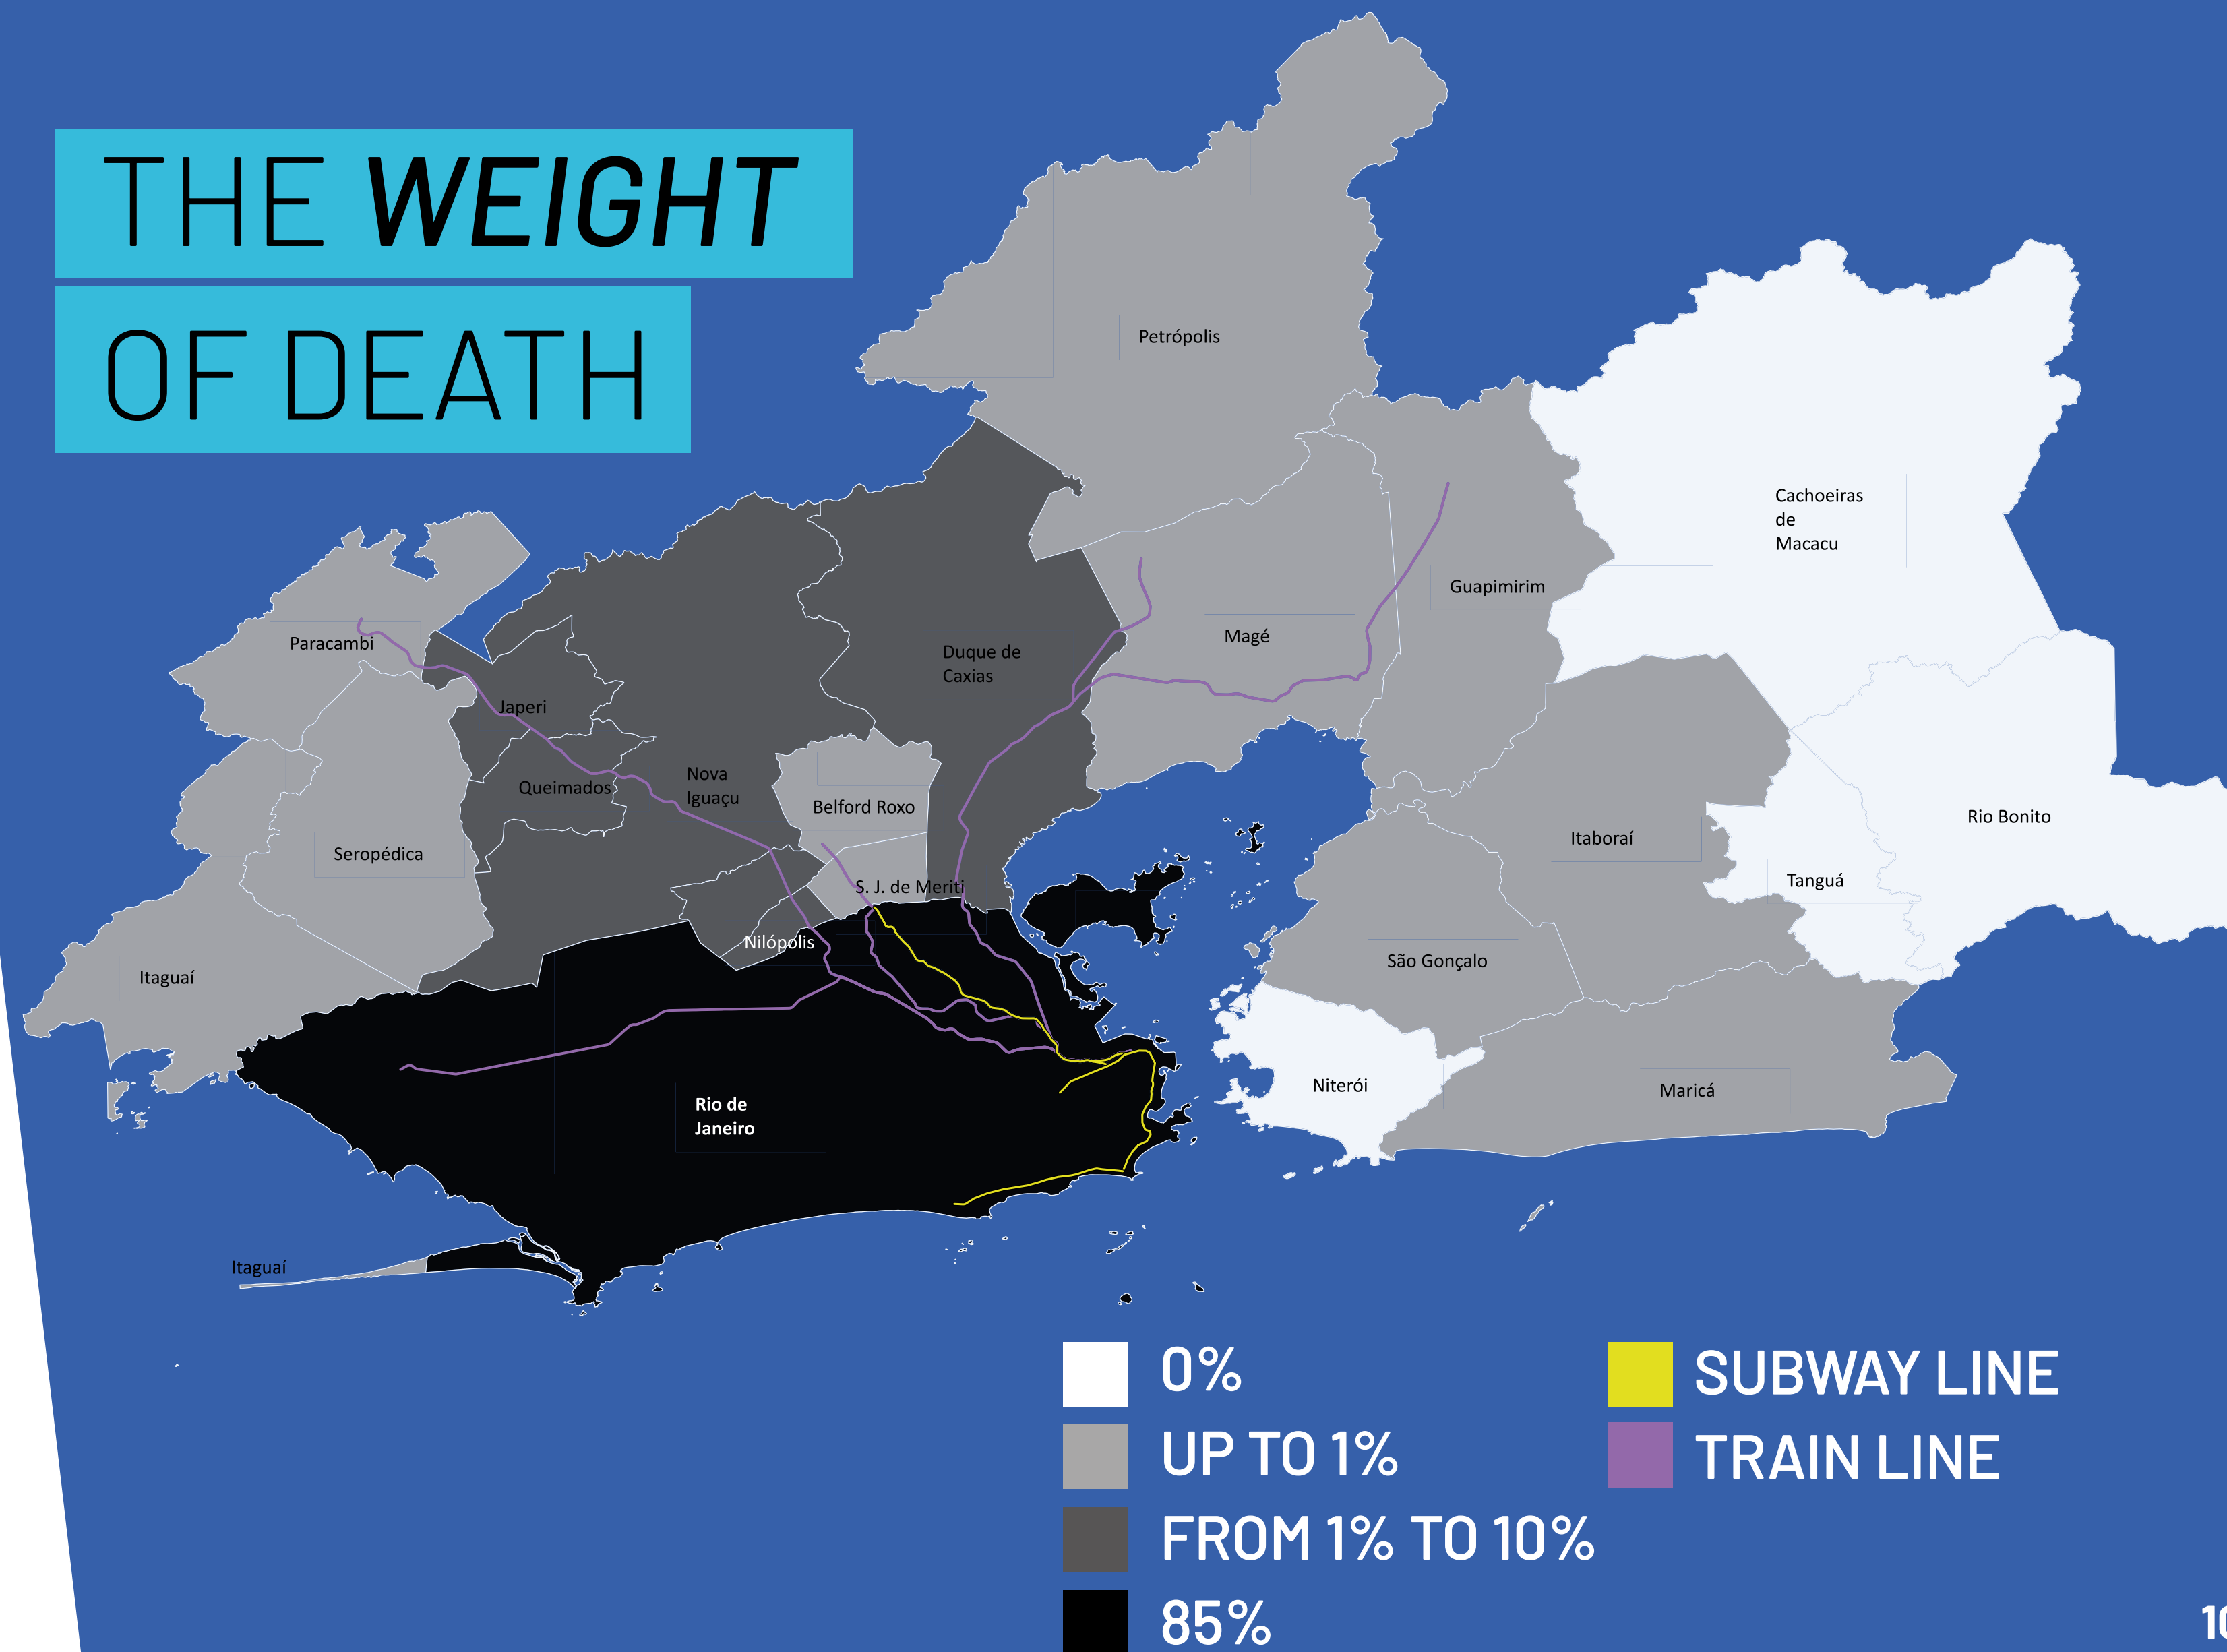 THE WEIGHT
OF DEATH
Petrópolis
Cachoeiras
de
Macacu
Guapimirim
Magé
Paracambi
Duque de
Caxias
Japeri
Nova
Iguaçu
Queimados
Belford Roxo
Rio Bonito
Itaboraí
Seropédica
Tanguá
S. J. de Meriti
Nilópolis
São Gonçalo
Itaguaí
Niterói
Maricá
Rio de
Janeiro
Itaguaí
0%
UP TO 1%
FROM 1% TO 10%
85%
SUBWAY LINE
TRAIN LINE